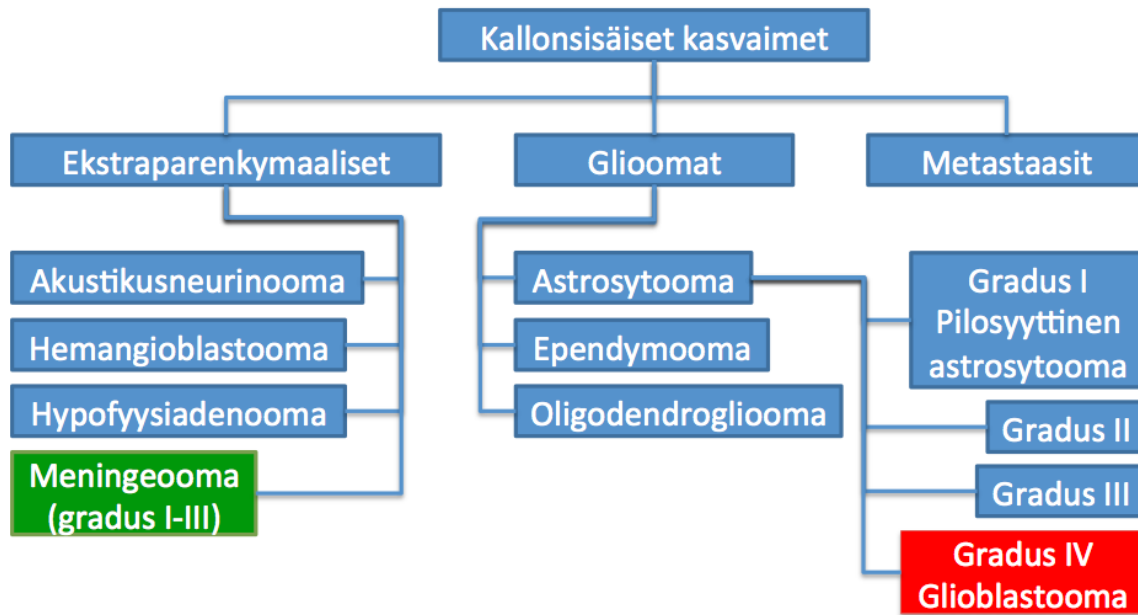 Kallonsisäiset kasvaimet
Ekstraparenkymaaliset
Glioomat
Metastaasit
Akustikusneurinooma
Hemangioblastooma
Hypofyysiadenooma
Meningeooma
(gradus I-III)
Astrosytooma
Ependymooma
Oligodendrogliooma
Gradus I
Pilosyyttinen
astrosytooma
Gradus II
Gradus III
Gradus IV
Glioblastooma